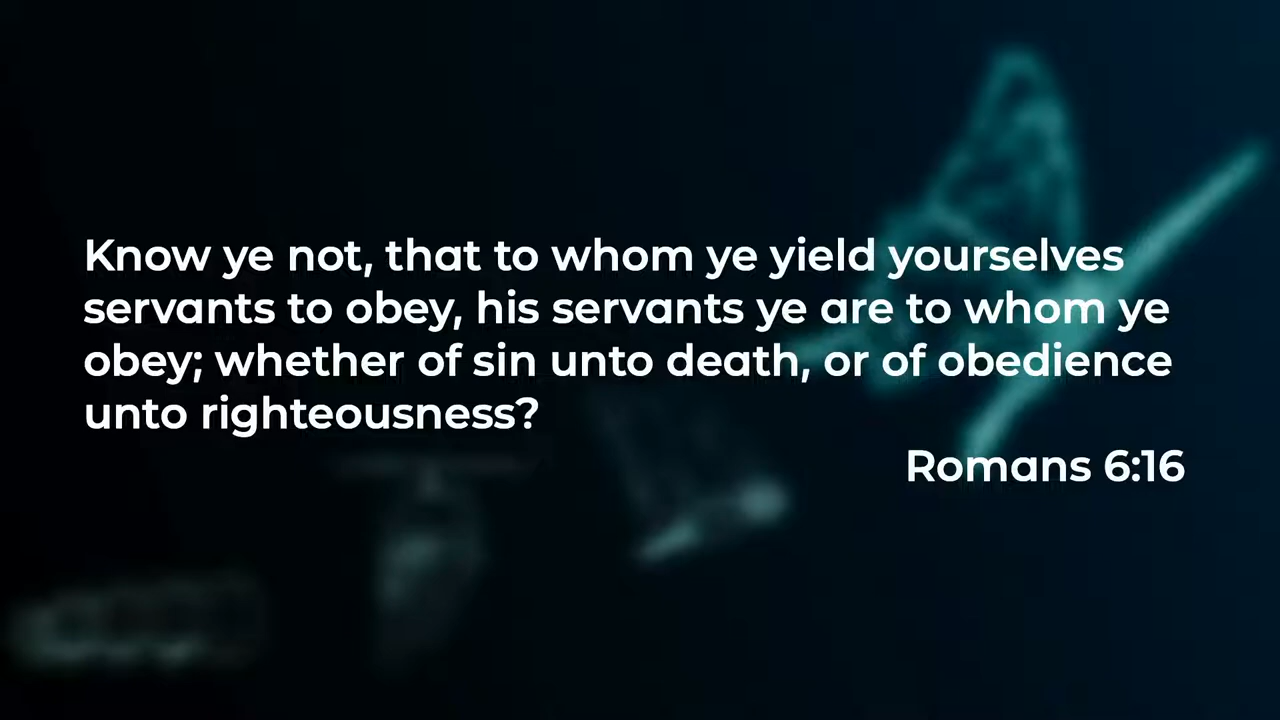 Know ye not, that to whom ye yield yourselves
servants to obey, his servants ye are to whom ye
obey; whether of sin unto death, or of obedience
unto righteousness?
Romans 6:16